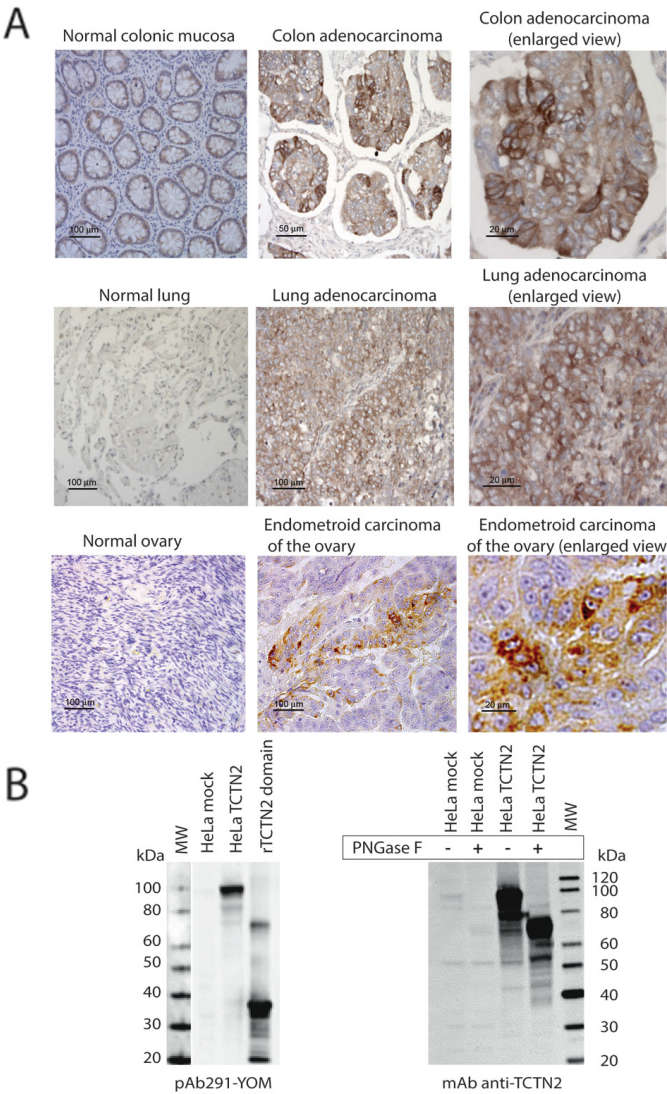 A
Normal colonic mucosa
Colon adenocarcinoma
Colon adenocarcinoma
(enlarged view)
100 µm
50 µm
20 µm
Normal lung
Lung adenocarcinoma
Lung adenocarcinoma
(enlarged view)
100 µm
100 µm
20 µm
Normal ovary
Endometroid carcinoma
of the ovary
Endometroid carcinoma
of the ovary (enlarged view
100 µm
100 µm
20 µm
B
kDa
MW
HeLa mock
HeLa TCTN2
rTCTN2 domain
100
80
60
50
40
30
20
pAb291-YOM
HeLa mock
HeLa mock
HeLa TCTN2
HeLa TCTN2
MW
PNGase F - + - +
kDa
120
100
80
60
50
40
30
20
mAb anti-TCTN2